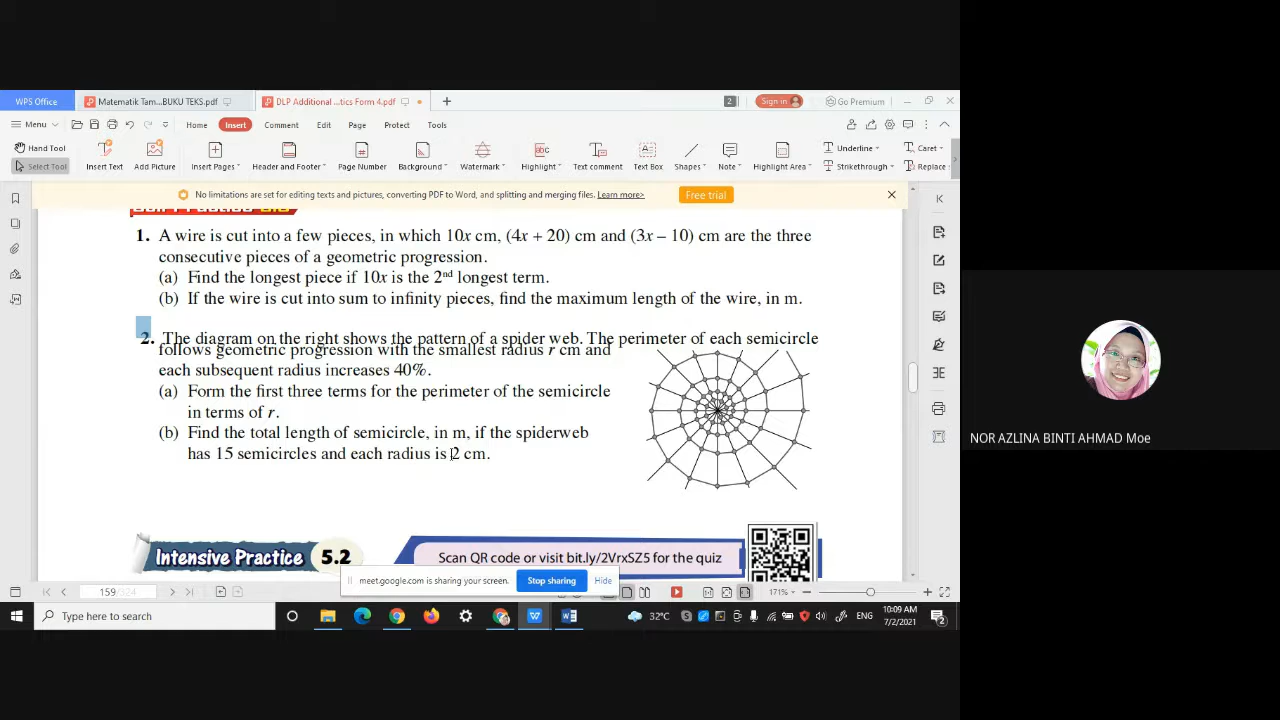 WPS Office
Matematik Tam...BUKU TEKS.pdf
DLP Additional ...tics Form 4.pdf
2
Sign in
Go Premium
Menu
Home
Insert
Comment
Edit
Page
Protect
Tools
Hand Tool
Select Tool
Insert Text
Add Picture
Insert Pages
Header and Footer
Page Number
Background
Watermark
Highlight
Text comment
Text Box
Shapes
Note
Highlight Area
Underline
Strikethrough
Caret
Replace
No limitations are set for editing texts and pictures, converting PDF to Word, and splitting and merging files. Learn more>
Free trial
1. A wire is cut into a few pieces, in which 10x cm, (4x + 20) cm and (3x – 10) cm are the three
consecutive pieces of a geometric progression.
(a) Find the longest piece if 10x is the 2nd longest term.
(b) If the wire is cut into sum to infinity pieces, find the maximum length of the wire, in m.
2. The diagram on the right shows the pattern of a spider web. The perimeter of each semicircle
follows geometric progression with the smallest radius r cm and
each subsequent radius increases 40%.
(a) Form the first three terms for the perimeter of the semicircle
in terms of r.
(b) Find the total length of semicircle, in m, if the spiderweb
has 15 semicircles and each radius is 2 cm.
Intensive Practice 5.2
Scan QR code or visit bit.ly/2VrxSZ5 for the quiz
meet.google.com is sharing your screen.
Stop sharing
Hide
159/324
171%
Type here to search
32°C
ENG
10:09 AM
7/2/2021
2
NOR AZLINA BINTI AHMAD Moe